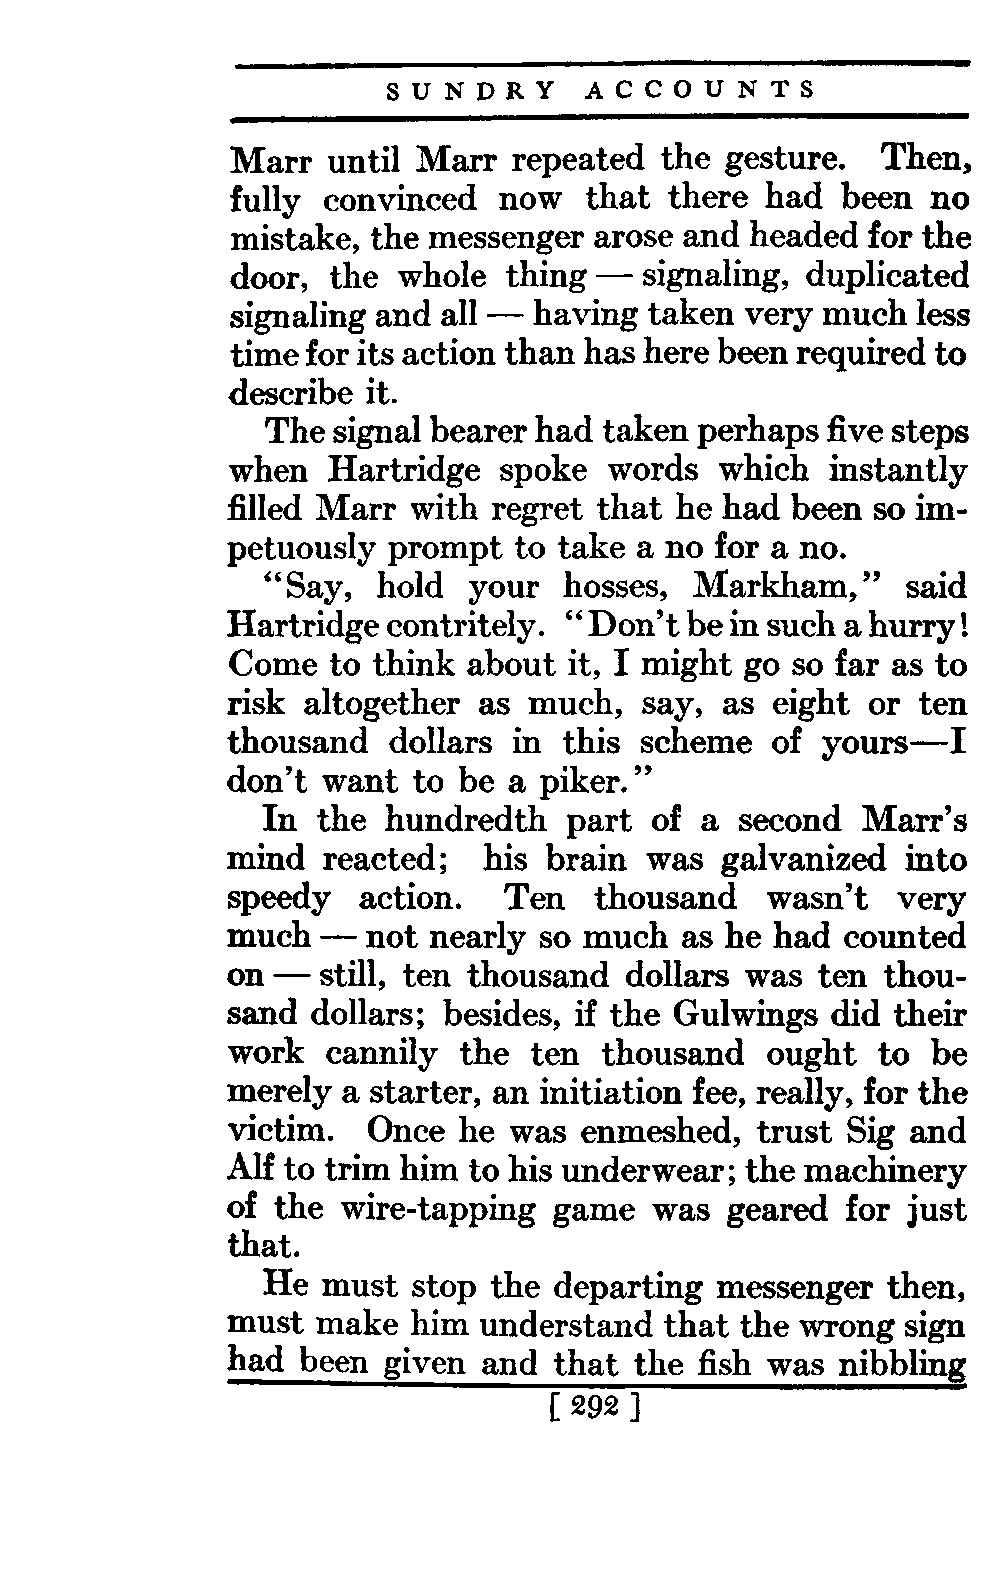 SUNDRY ACCOUNTS
Marr until Marr repeated the gesture. Then,
fully convinced now that there had been no
mistake, the messenger arose and headed for the
door, the whole thing — signaling, duplicated
signaling and all — having taken very much less
time for its action than has here been required to
describe it.
The signal bearer had taken perhaps five steps
when Hartridge spoke words which instantly
filled Marr with regret that he had been so im-
petuously prompt to take a no for a no.
“Say, hold your hosses, Markham,” said
Hartridge contritely. “Don’t be in such a hurry!
Come to think about it, I might go so far as to
risk altogether as much, say, as eight or ten
thousand dollars in this scheme of yours—I
don’t want to be a piker.”
In the hundredth part of a second Marr’s
mind reacted; his brain was galvanized into
speedy action. Ten thousand wasn’t very
much — not nearly so much as he had counted
on — still, ten thousand dollars was ten thou-
sand dollars; besides, if the Gulwings did their
work cannily the ten thousand ought to be
merely a starter, an initiation fee, really, for the
victim. Once he was enmeshed, trust Sig and
Alf to trim him to his underwear; the machinery
of the wire-tapping game was geared for just
that.
He must stop the departing messenger then,
must make him understand that the wrong sign
had been given and that the fish was nibbling
[ 292 ]